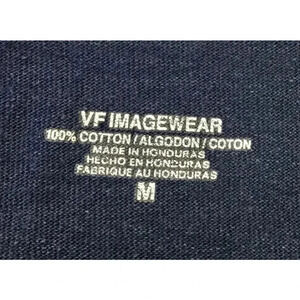 VF IMAGEWEAR
100% COTTON / ALGODON / COTON
MADE IN HONDURAS
HECHO EN HONDURAS
FABRIQUE AU HONDURAS
M